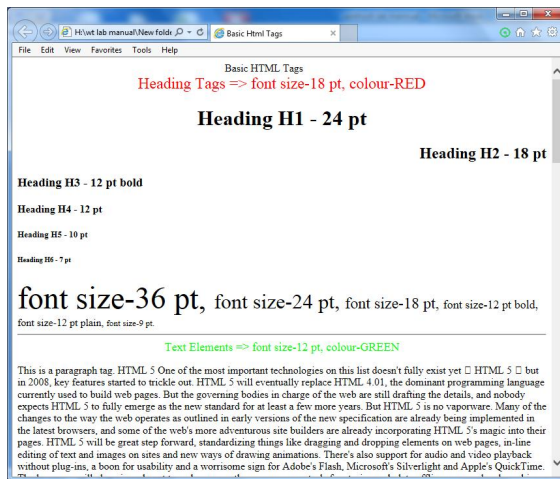 H:\wt lab manual\New folde
Basic Html Tags
File Edit View Favorites Tools Help
Basic HTML Tags
Heading Tags => font size-18 pt, colour-RED
Heading H1 - 24 pt
Heading H2 - 18 pt
Heading H3 - 12 pt bold
Heading H4 - 12 pt
Heading H5 - 10 pt
Heading H6 - 7 pt
font size-36 pt, font size-24 pt, font size-18 pt, font size-12 pt bold,
font size-12 pt plain, font size-9 pt.
Text Elements => font size-12 pt, colour-GREEN
This is a paragraph tag. HTML 5 One of the most important technologies on this list doesn't fully exist yet □ HTML 5 □ but
in 2008, key features started to trickle out. HTML 5 will eventually replace HTML 4.01, the dominant programming language
currently used to build web pages. But the governing bodies in charge of the web are still drafting the details, and nobody
expects HTML 5 to fully emerge as the new standard for at least a few more years. But HTML 5 is no vaporware. Many of the
changes to the way the web operates as outlined in early versions of the new specification are already being implemented in
the latest browsers, and some of the web's more adventurous site builders are already incorporating HTML 5's magic into their
pages. HTML 5 will be great step forward, standardizing things like dragging and dropping elements on web pages, in-line
editing of text and images on sites and new ways of drawing animations. There's also support for audio and video playback
without plug-ins, a boon for usability and a worrisome sign for Adobe's Flash, Microsoft's Silverlight and Apple's QuickTime.